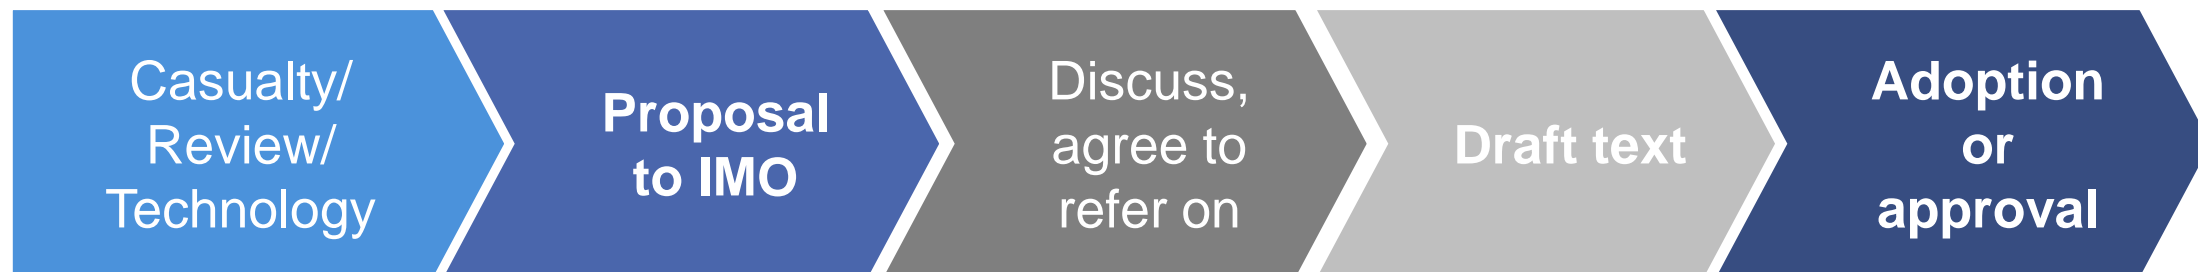 Casualty/
Review/
Technology
Proposal
to IMO
Discuss,
agree to
refer on
Draft text
Adoption
or
approval